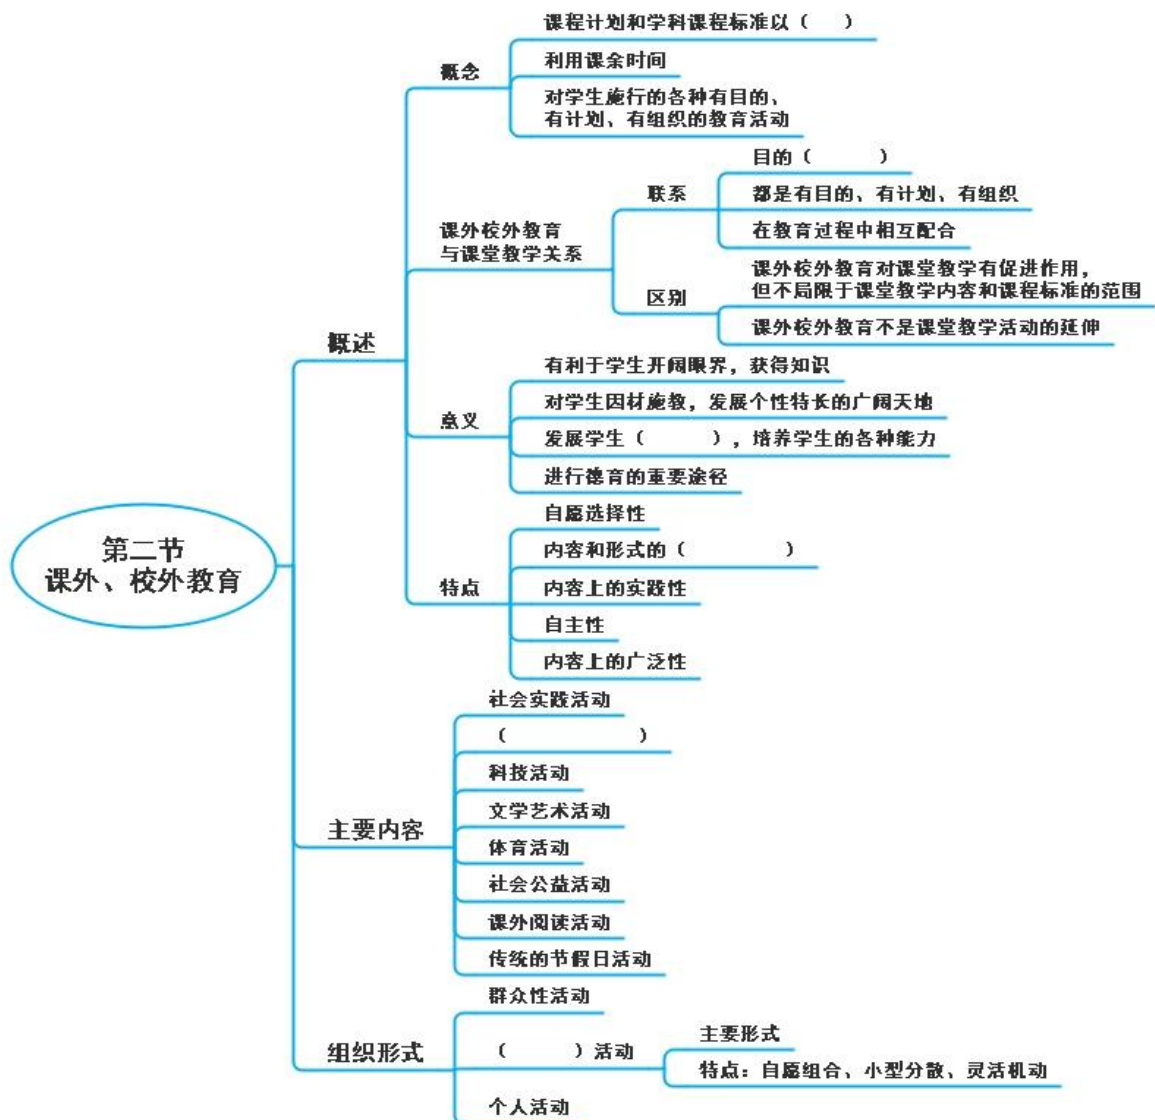 课程计划和学科课程标准以（ ）
概念
利用课余时间
对学生施行的各种有目的、
有计划、有组织的教育活动
目的（ ）
联系
都是有目的、有计划、有组织
课外校外教育
与课堂教学关系
在教育过程中相互配合
课外校外教育对课堂教学有促进作用，
但不局限于课堂教学内容和课程标准的范围
区别
课外校外教育不是课堂教学活动的延伸
概述
有利于学生开阔眼界，获得知识
对学生因材施教，发展个性特长的广阔天地
意义
发展学生（ ），培养学生的各种能力
进行德育的重要途径
自愿选择性
第二节
课外、校外教育
内容和形式的（ ）
特点
内容上的实践性
自主性
内容上的广泛性
社会实践活动
（ ）
科技活动
文学艺术活动
主要内容
体育活动
社会公益活动
课外阅读活动
传统的节假日活动
群众性活动
组织形式
（ ）活动
主要形式
特点：自愿组合、小型分散、灵活机动
个人活动